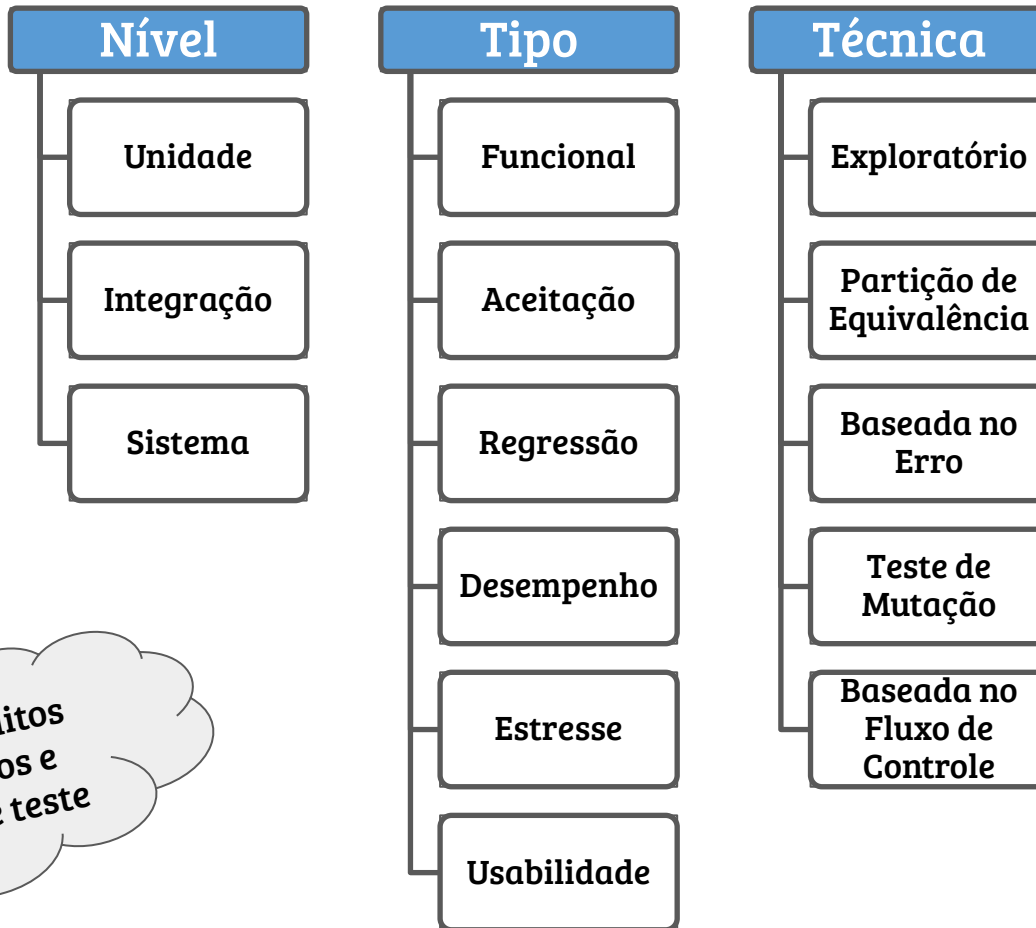 Nível
Unidade
Integração
Sistema
Tipo
Funcional
Aceitação
Regressão
Desempenho
Estresse
Usabilidade
Técnica
Exploratório
Partição de
Equivalência
Baseada no
Erro
Teste de
Mutação
Baseada no
Fluxo de
Controle
e
teste